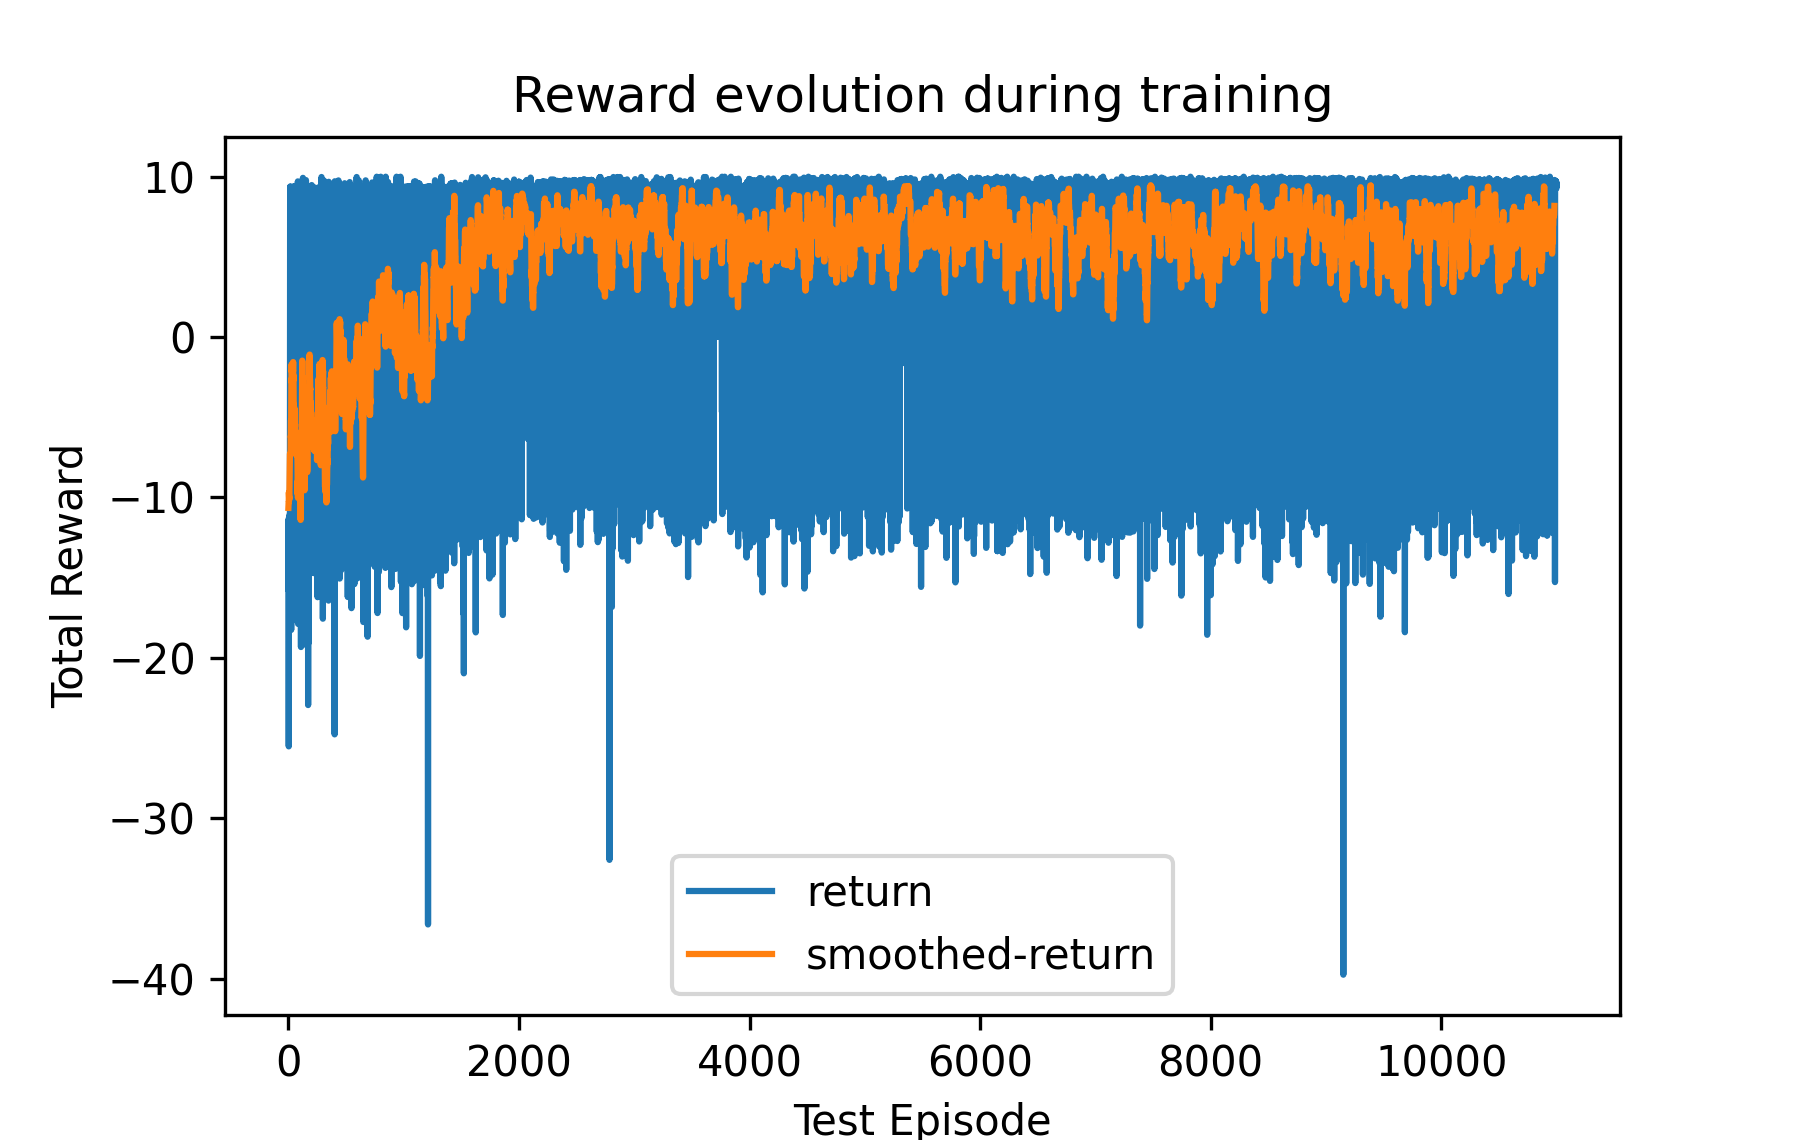 Reward evolution during training
10
0
−10
−20
−30
−40
Total Reward
return
smoothed-return
0 2000 4000 6000 8000 10000
Test Episode